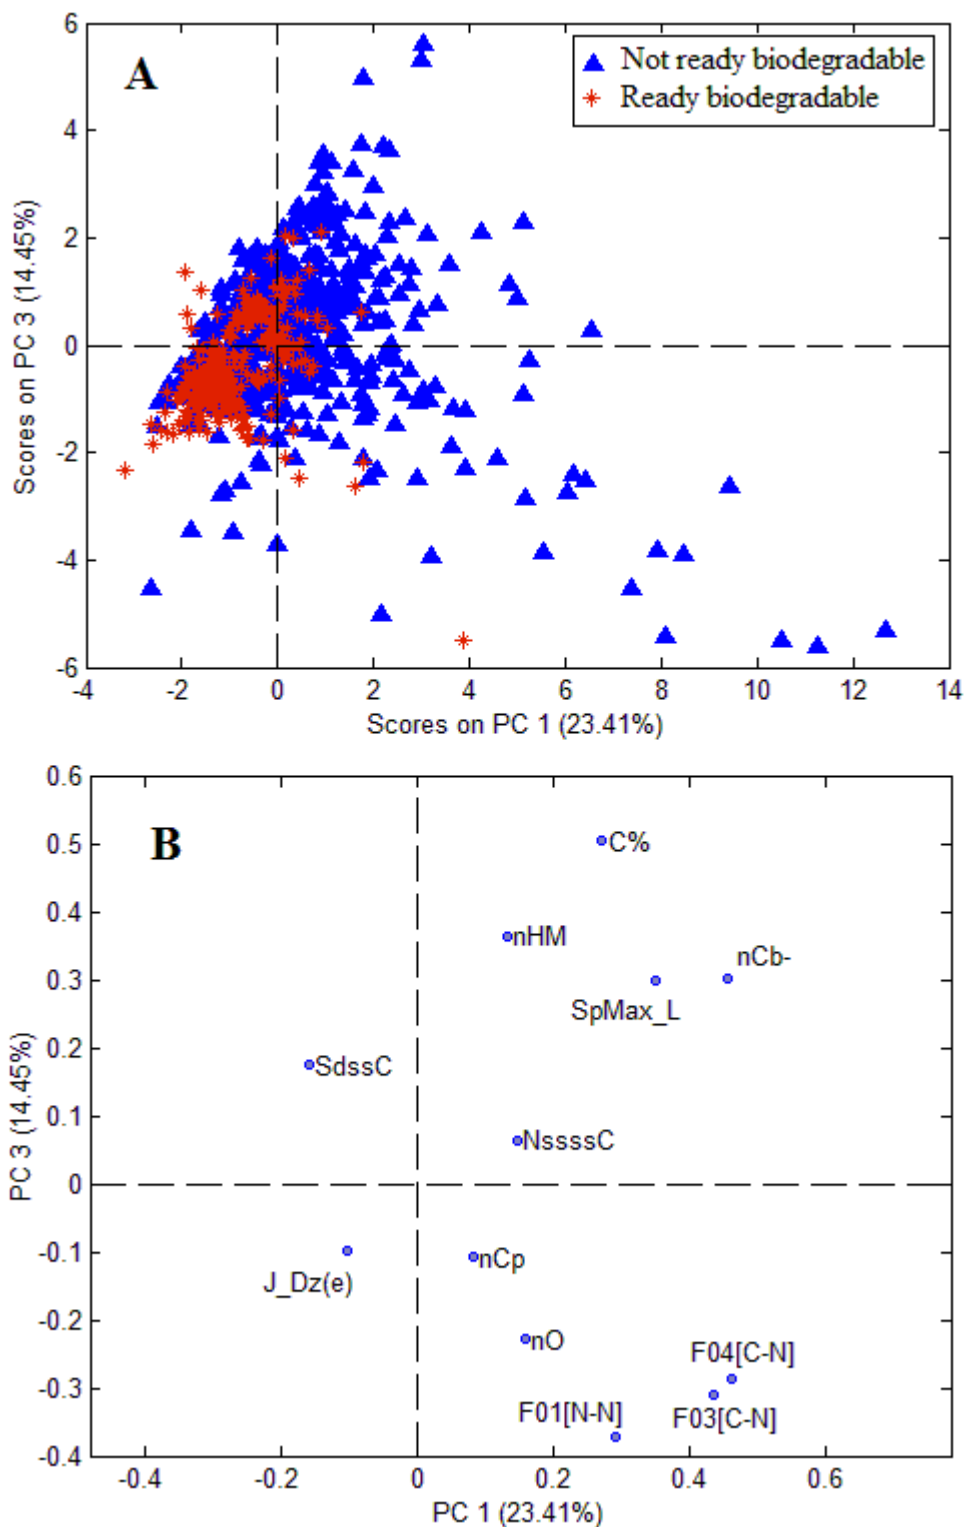 A
Not ready biodegradable
Ready biodegradable
6
4
2
0
-2
-4
-6
Scores on PC 3 (14.45%)
-4 -2 0 2 4 6 8 10 12 14
Scores on PC 1 (23.41%)
B
0.6
0.5
0.4
0.3
0.2
0.1
0
-0.1
-0.2
-0.3
-0.4
PC 3 (14.45%)
C%
nHM
nCb-
SpMax_L
SdssC
NssssC
J_Dz(e)
nCp
nO
F04[C-N]
F01[N-N]
F03[C-N]
-0.4 -0.2 0 0.2 0.4 0.6
PC 1 (23.41%)